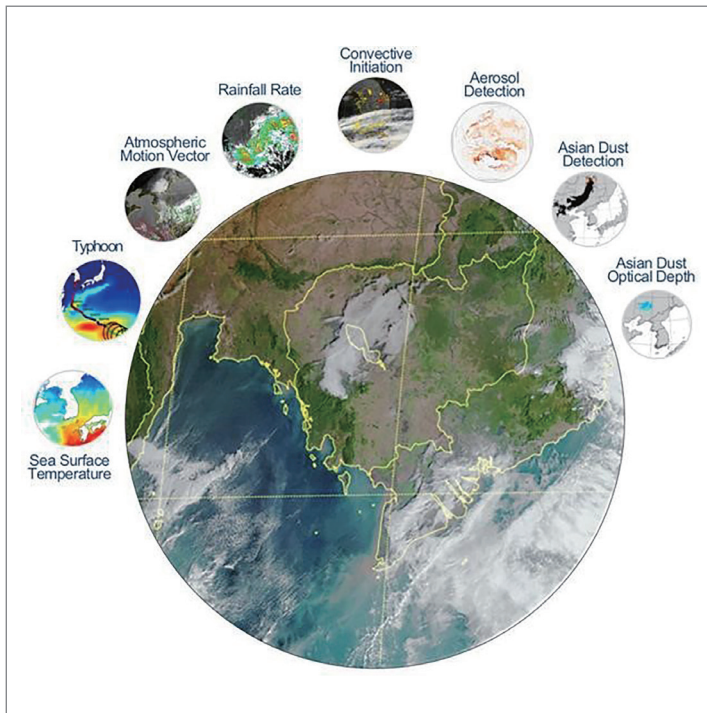 Convective
Initiation
Rainfall Rate
Aerosol
Detection
Atmospheric
Motion Vector
Asian Dust
Detection
Typhoon
Asian Dust
Optical Depth
Sea Surface
Temperature